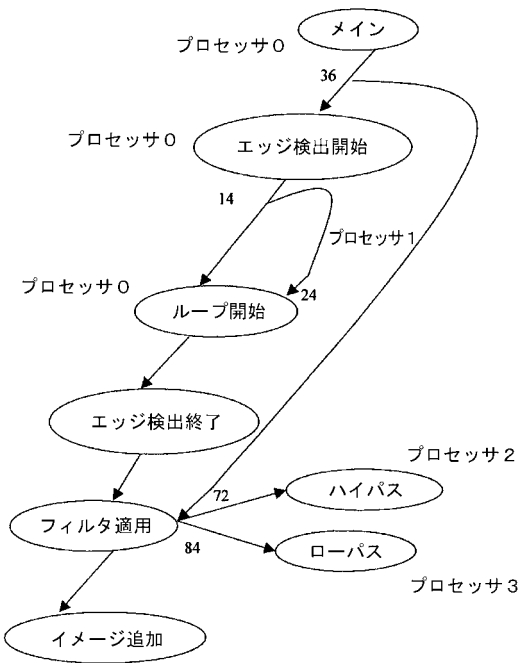 メイン
プロセッサ0
36
プロセッサ0
エッジ検出開始
14
プロセッサ1
プロセッサ0
24
ループ開始
エッジ検出終了
プロセッサ2
72
ハイパス
フィルタ適用
84
ローパス
プロセッサ3
イメージ追加